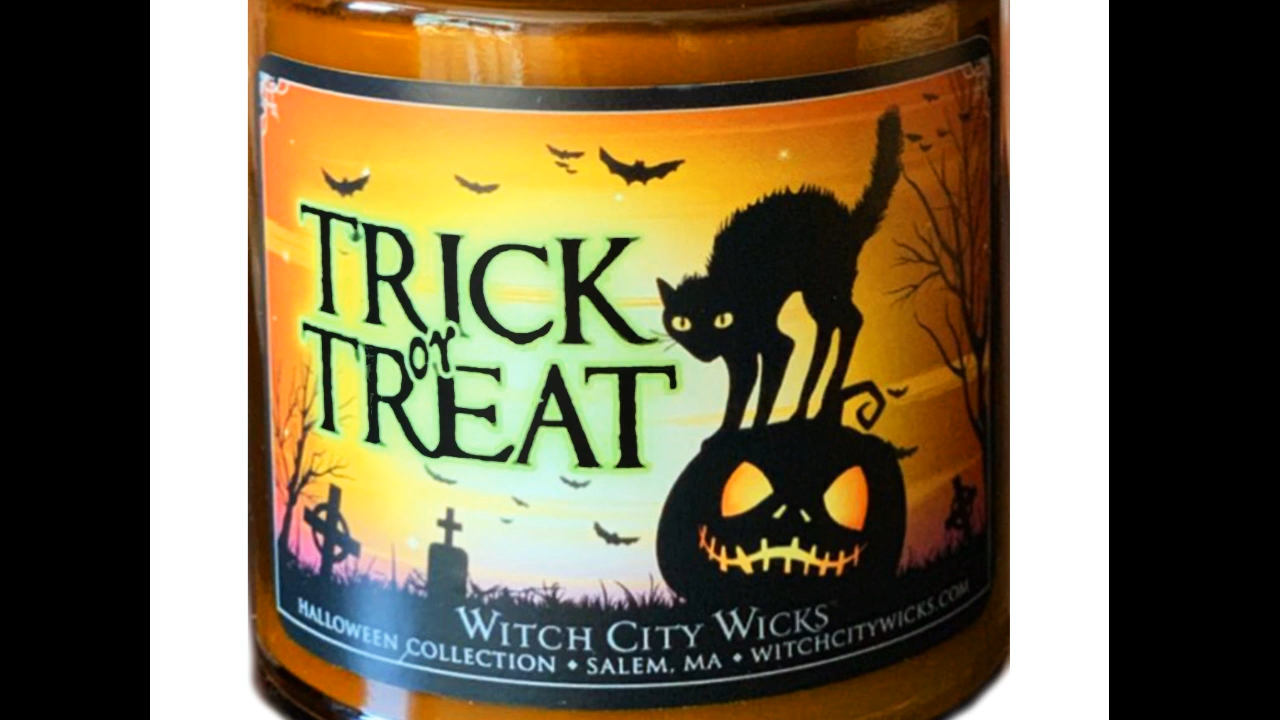 TRICK
or
TREAT
WITCH CITY WICKS™
HALLOWEEN COLLECTION • SALEM, MA • WITCHCITYWICKS.COM